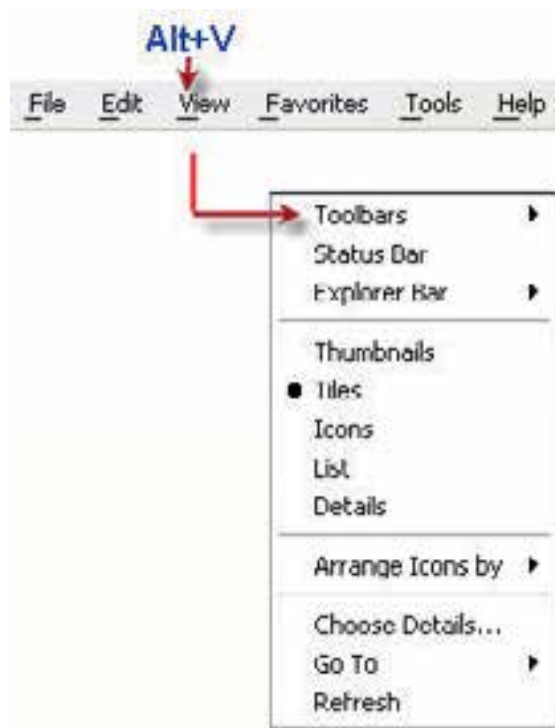 Alt+V
File Edit View Favorites Tools Help
Toolbars
Status Bar
Explorer Bar
Thumbnails
Tiles
Icons
List
Details
Arrange Icons by
Choose Details...
Go To
Refresh